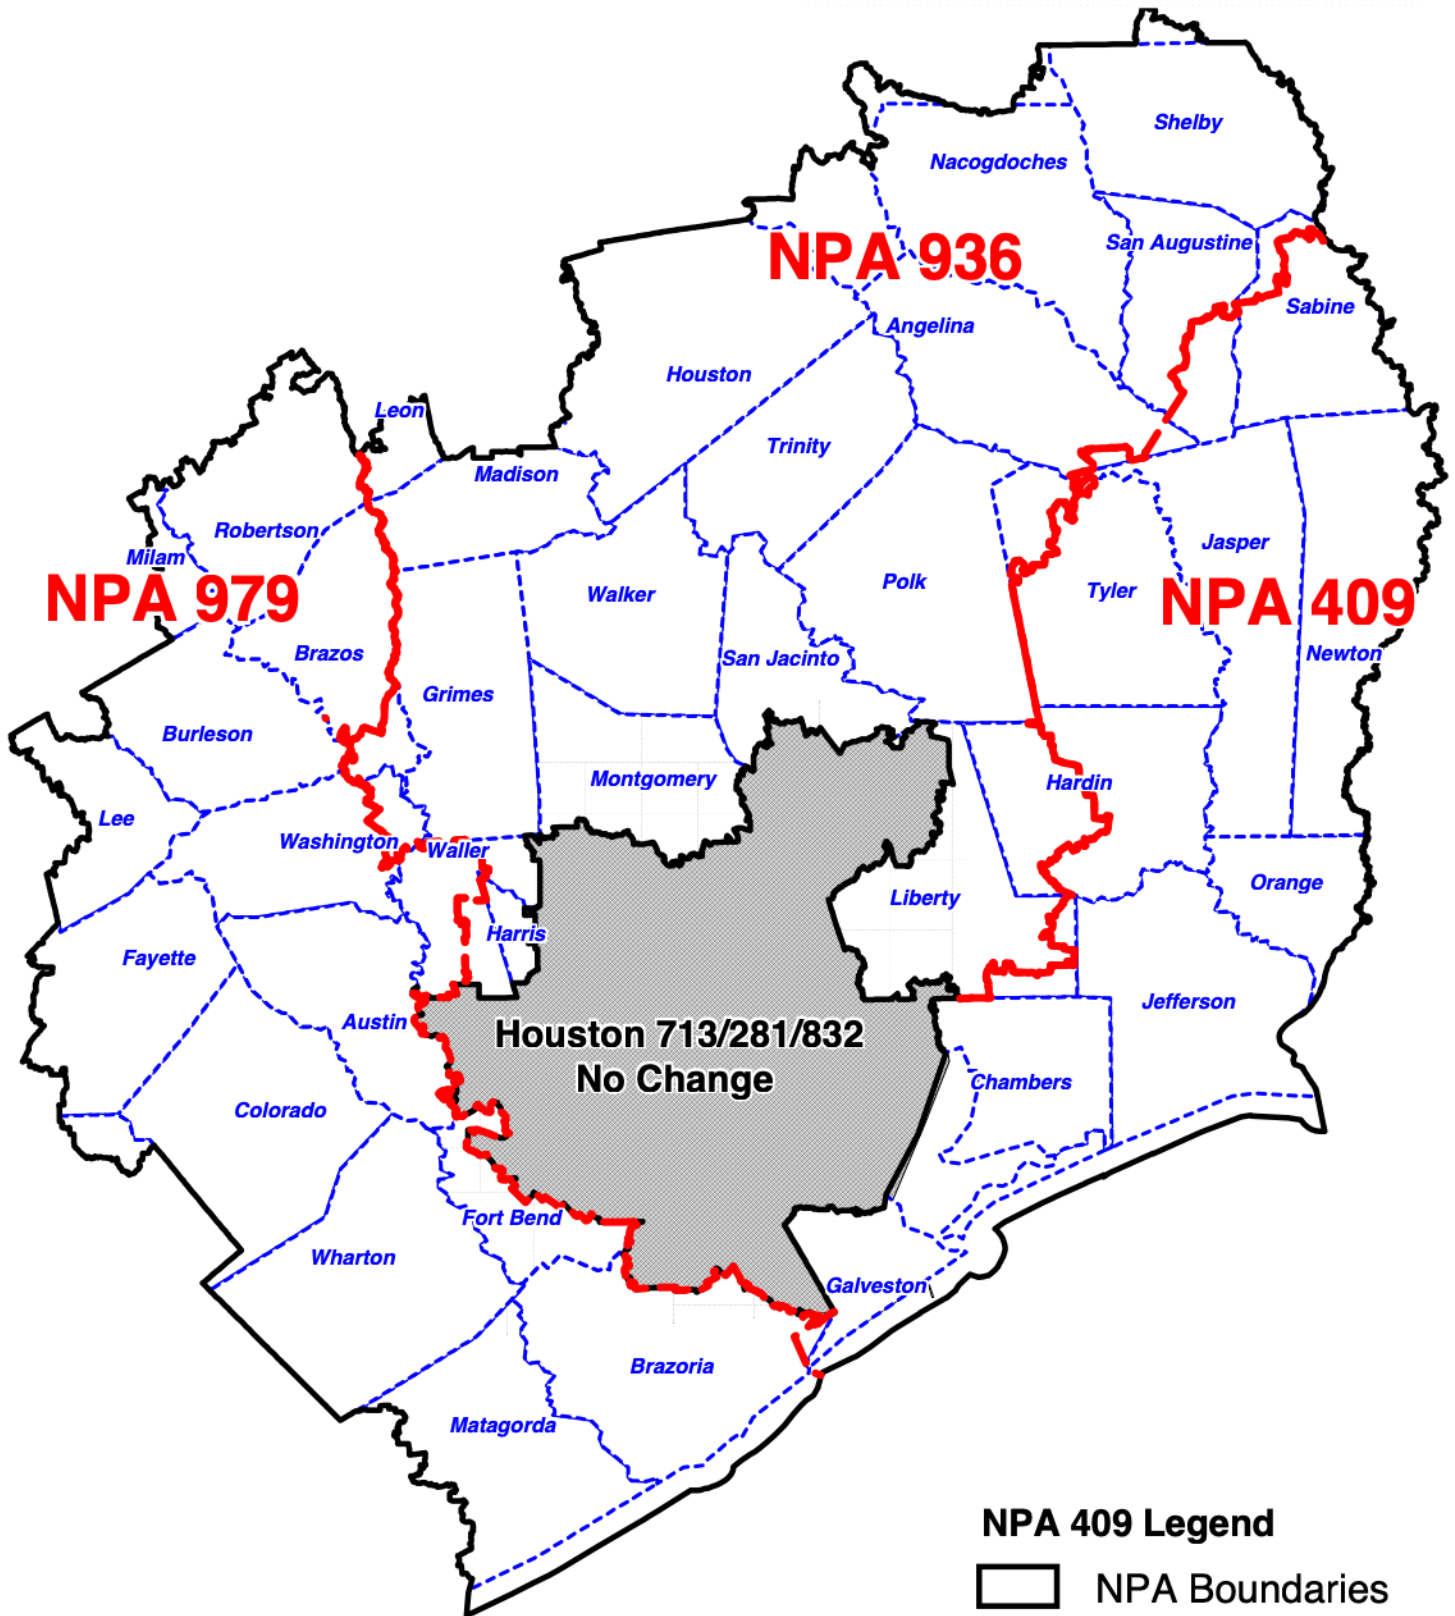 Shelby
Nacogdoches
NPA 936
San Augustine
Sabine
Angelina
Houston
Leon
Trinity
Madison
Robertson
Milam
Jasper
NPA 979
Walker
Polk
Tyler
NPA 409
Brazos
San Jacinto
Newton
Grimes
Burleson
Montgomery
Hardin
Lee
Washington
Waller
Orange
Liberty
Harris
Fayette
Jefferson
Austin
Houston 713/281/832
No Change
Chambers
Colorado
Fort Bend
Wharton
Galveston
Brazoria
Matagorda
NPA 409 Legend
NPA Boundaries